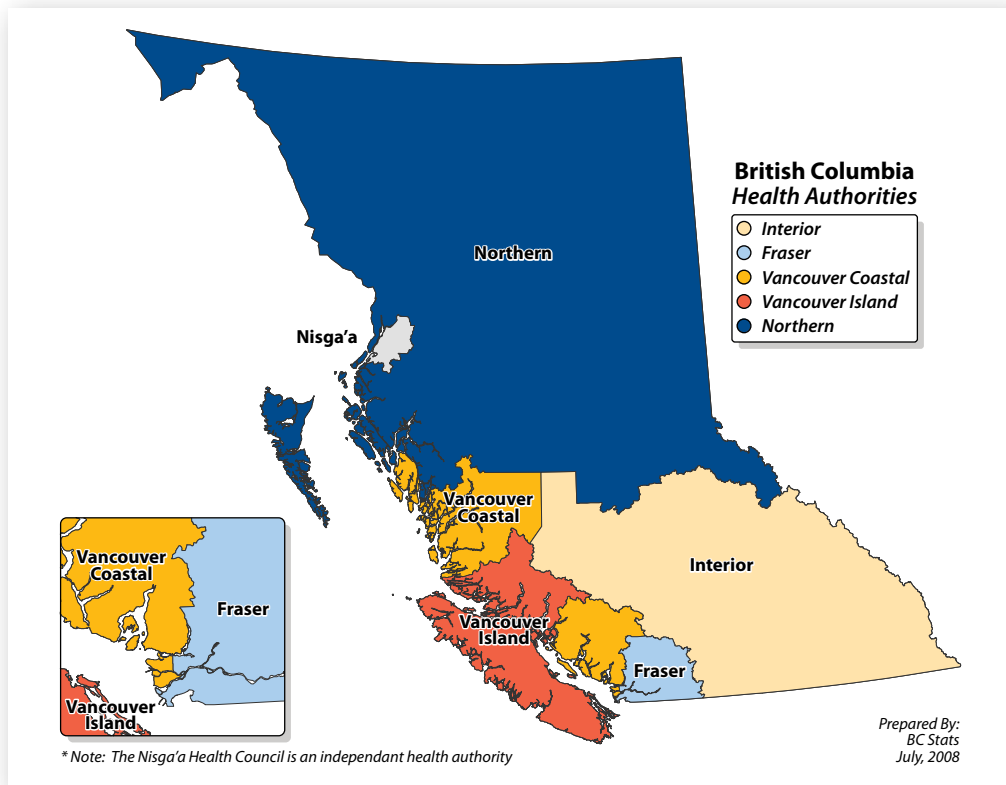 British Columbia
Health Authorities
Interior
Fraser
Vancouver Coastal
Vancouver Island
Northern
Northern
Nisga'a
Vancouver
Coastal
Interior
Vancouver
Island
Fraser
Vancouver
Coastal
Fraser
Vancouver
Island
* Note: The Nisga'a Health Council is an independant health authority
Prepared By:
BC Stats
July, 2008